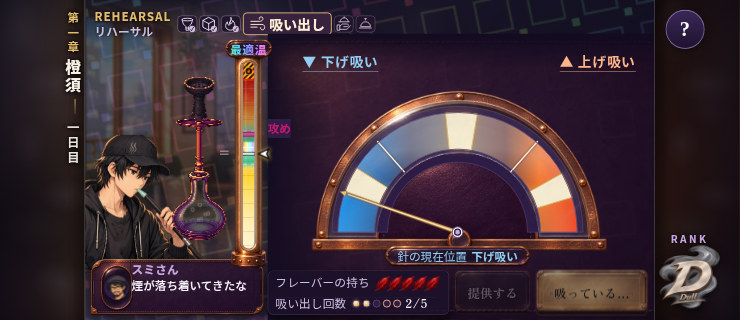 第一章 橙須 一日目
REHEARSAL
リハーサル
吸い出し
?
最適温
攻め
▼ 下げ吸い
▲ 上げ吸い
針の現在位置 下げ吸い
スミさん
煙が落ち着いてきたな
フレーバーの持ち
吸い出し回数 2/5
提供する
吸っている…
RANK
D
Doll